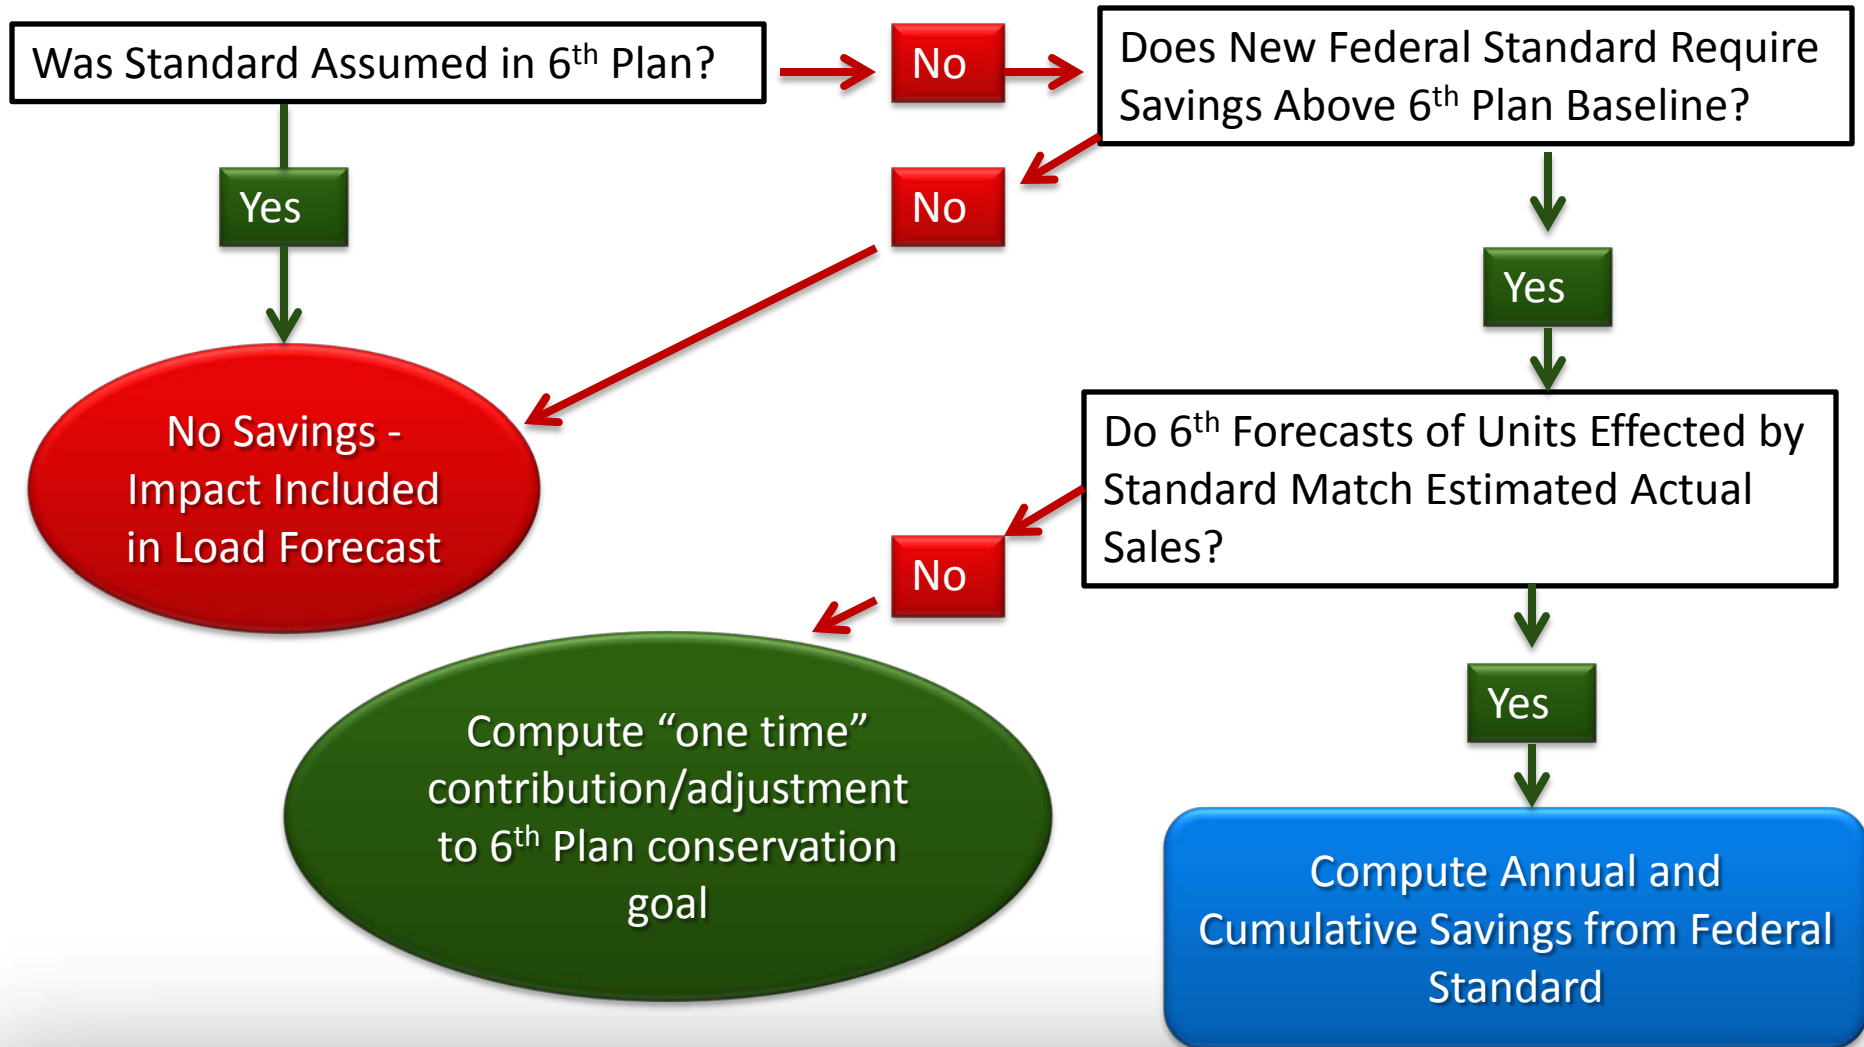 Was Standard Assumed in 6th Plan?
No
Does New Federal Standard Require
Savings Above 6th Plan Baseline?
Yes
No
Yes
No Savings -
Impact Included
in Load Forecast
Do 6th Forecasts of Units Effected by
Standard Match Estimated Actual
Sales?
No
Yes
Compute “one time”
contribution/adjustment
to 6th Plan conservation
goal
Compute Annual and
Cumulative Savings from Federal
Standard